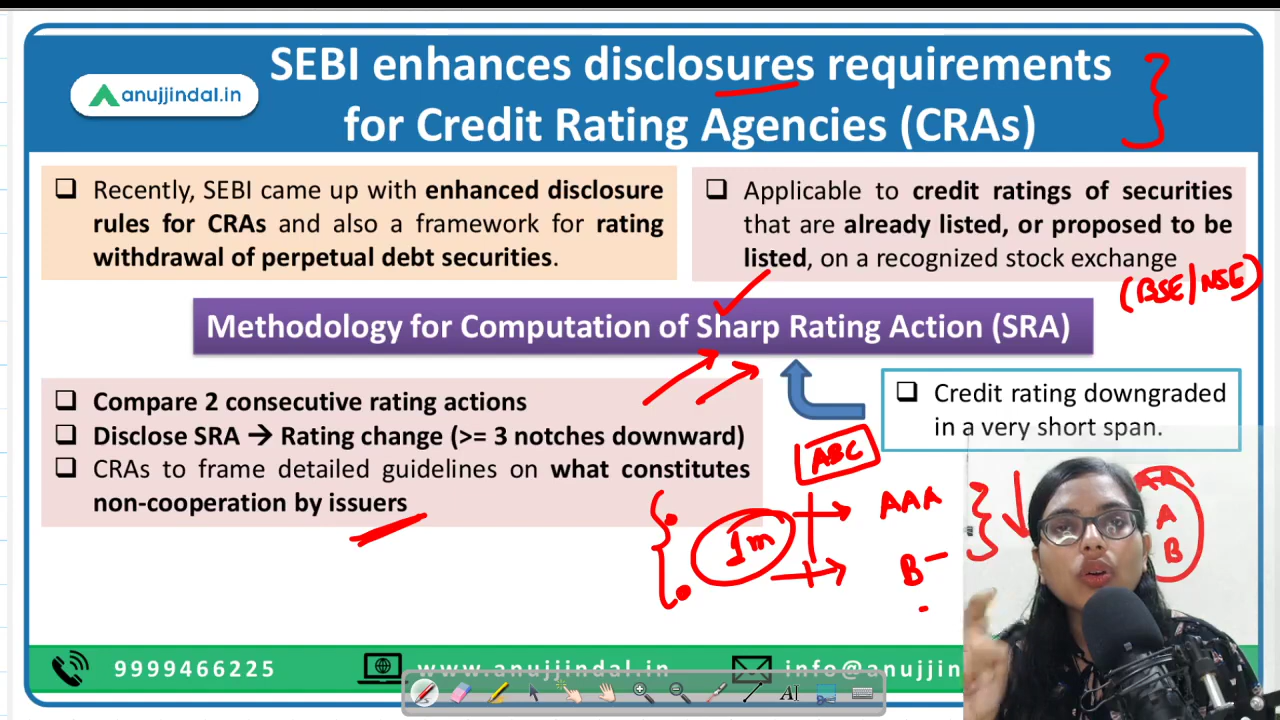 SEBI enhances disclosures requirements
for Credit Rating Agencies (CRAs)
anujjindal.in
Recently, SEBI came up with enhanced disclosure
rules for CRAs and also a framework for rating
withdrawal of perpetual debt securities.
Applicable to credit ratings of securities
that are already listed, or proposed to be
listed, on a recognized stock exchange
(BSE/NSE)
Methodology for Computation of Sharp Rating Action (SRA)
Compare 2 consecutive rating actions
Disclose SRA → Rating change (>= 3 notches downward)
CRAs to frame detailed guidelines on what constitutes
non-cooperation by issuers
Credit rating downgraded
in a very short span.
ABC
AAA
1m
B-
A
B
9999466225
www.anujjindal.in
info@anujjin
AI